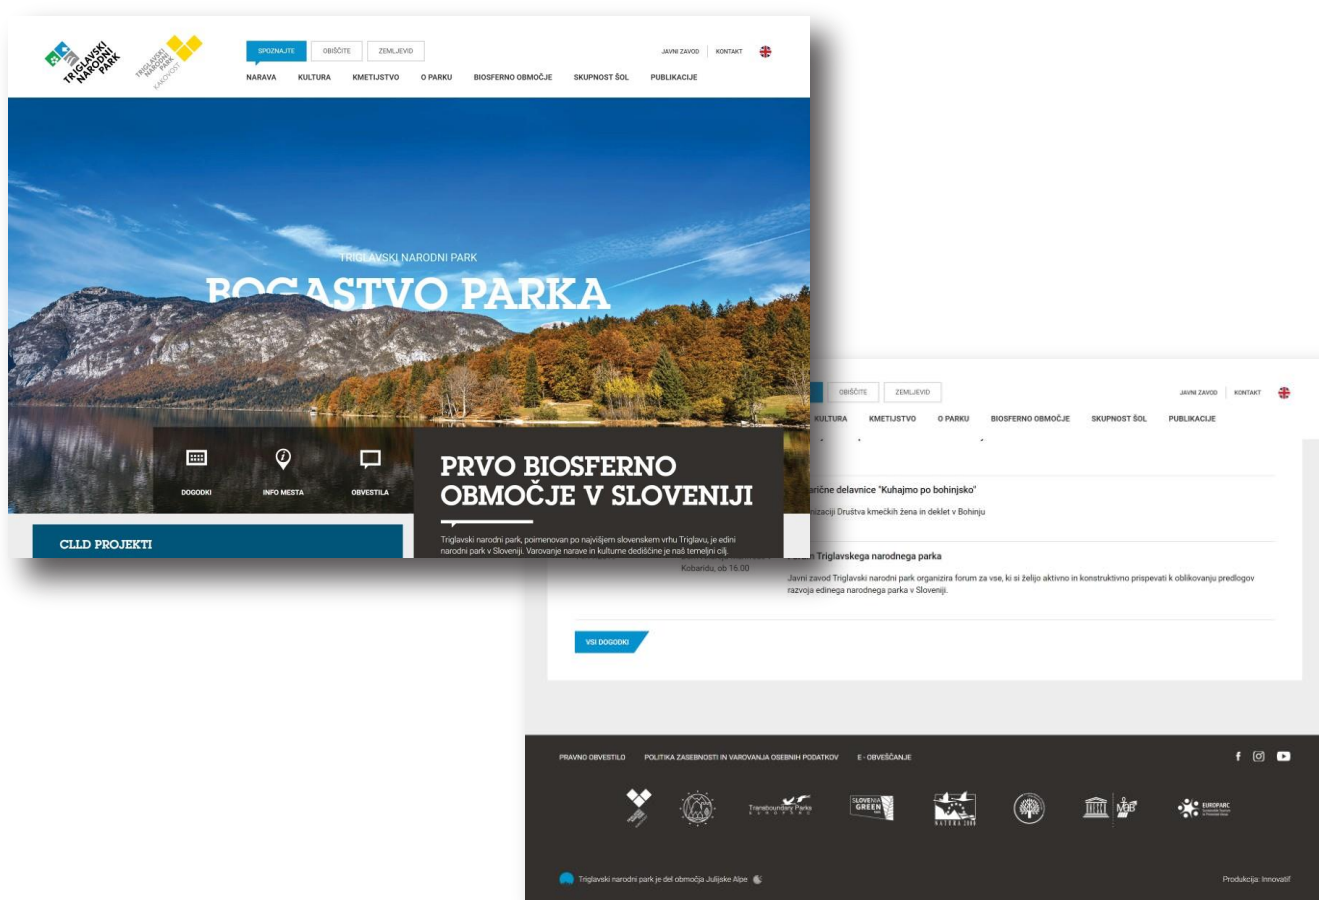 TRIGLAVSKI
NARODNI
PARK
TRIGLAVSKI
NARODNI
PARK
KAKOVOST
SPOZNAJTE OBIŠČITE ZEMLJEVID
JAVNI ZAVOD KONTAKT
NARAVA KULTURA KMETIJSTVO O PARKU BIOSFERNO OBMOČJE SKUPNOST ŠOL PUBLIKACIJE
TRIGLAVSKI NARODNI PARK
BOGASTVO PARKA
DOGODKI INFO MESTA OBVESTILA
PRVO BIOSFERNO
OBMOČJE V SLOVENIJI
Triglavski narodni park, poimenovan po najvišjem slovenskem vrhu Triglavu, je edini
narodni park v Sloveniji. Varovanje narave in kulturne dediščine je naš temeljni cilj.
CLLD PROJEKTI
OBIŠČITE ZEMLJEVID
JAVNI ZAVOD KONTAKT
KULTURA KMETIJSTVO O PARKU BIOSFERNO OBMOČJE SKUPNOST ŠOL PUBLIKACIJE
delavnice "Kuhajmo po bohinjsko"
Društva kmečkih žena in deklet v Bohinju
Triglavskega narodnega parka
Kobaridu, ob 16.00
Javni zavod Triglavski narodni park organizira forum za vse, ki si želijo aktivno in konstruktivno prispevati k oblikovanju predlogov
razvoja edinega narodnega parka v Sloveniji.
VSI DOGODKI
PRAVNO OBVESTILO POLITIKA ZASEBNOSTI IN VAROVANJA OSEBNIH PODATKOV E - OBVEŠČANJE
Transboundary Parks
EUROPARC
SLOVENIA
GREEN
NATURA 2000
UNESCO
MAB
EUROPARC
Triglavski narodni park je del območja Julijske Alpe
Produkcija: Innovatif